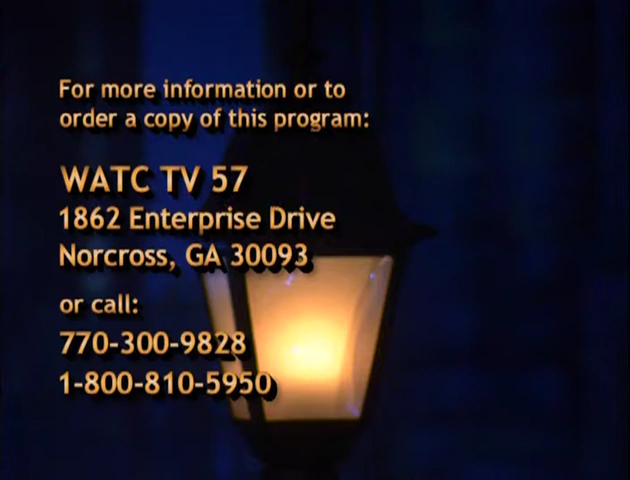 For more information or to
order a copy of this program:
WATC TV 57
1862 Enterprise Drive
Norcross, GA 30093
or call:
770-300-9828
1-800-810-5950